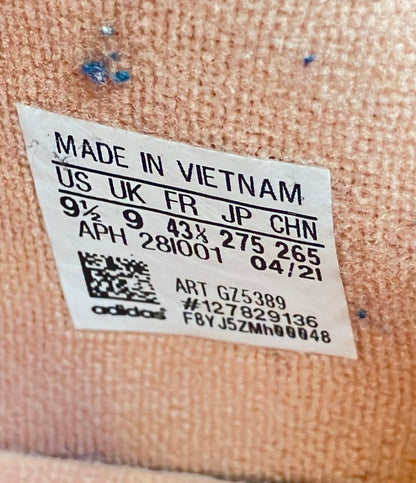 MADE IN VIETNAM
US UK FR JP CHN
9½ 9 43⅓ 275 265
APH 281001 04/21
ART GZ5389
#127829136
adidas F8YJ5ZMh00048